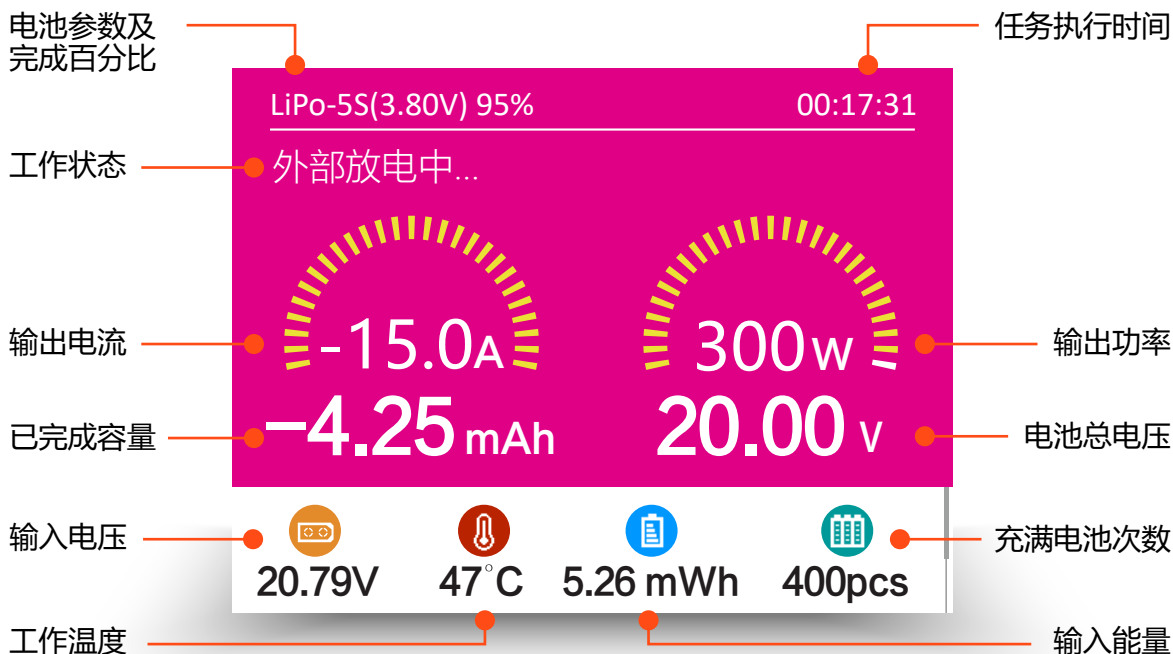 电池参数及
完成百分比
任务执行时间
LiPo-5S(3.80V) 95%
00:17:31
工作状态
外部放电中...
输出电流
-15.0A
300W
输出功率
已完成容量
-4.25 mAh
20.00 V
电池总电压
输入电压
充满电池次数
20.79V
47°C
5.26 mWh
400pcs
工作温度
输入能量